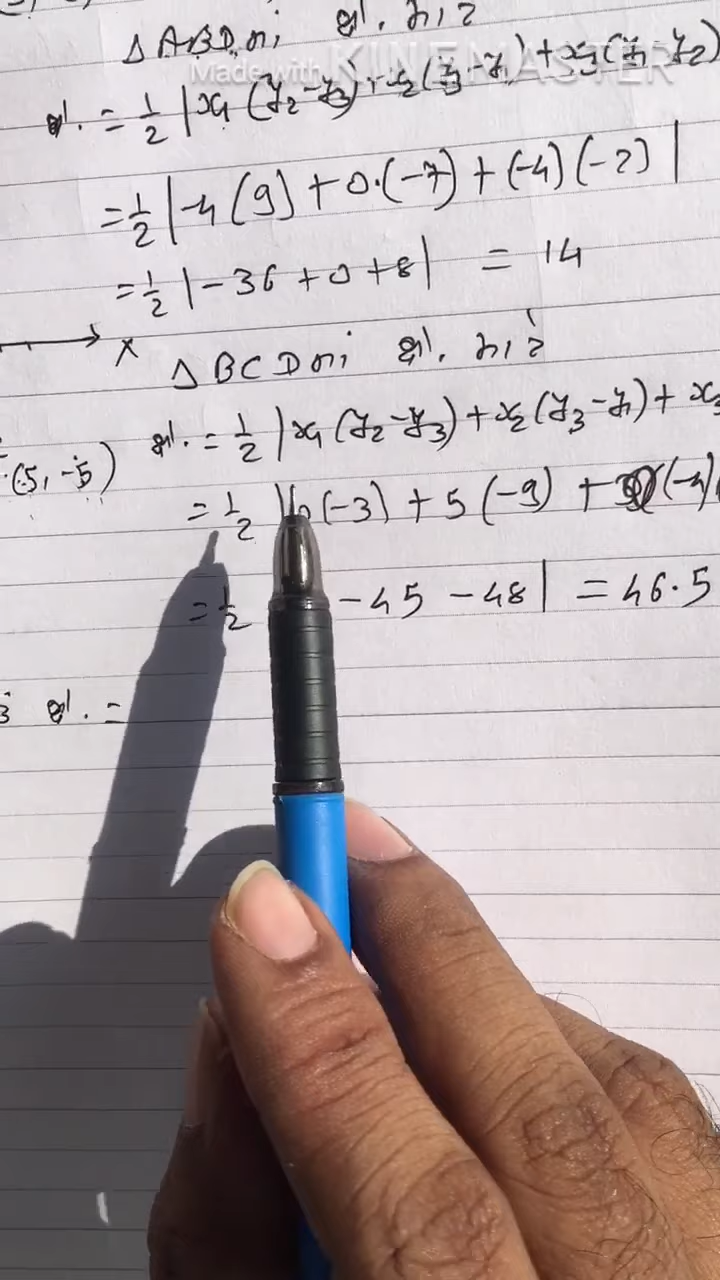 Δ ABD ના ક્ષે.
Made with KINEMASTER
ક્ષે. = 1/2 |x₁(y₂-y₃)+x₂(y₃-y₁)+x₃(y₁-y₂)
= 1/2 |-4(9)+0·(-7)+(-4)(-2)|
= 1/2 |-36+0+8| = 14
X
Δ BCD ના ક્ષે.
(5,-5) ક્ષે. = 1/2 |x₁(y₂-y₃)+x₂(y₃-y₁)+x₃
= 1/2 | (-3)+5(-9)+ (-4)
= 1/2 -45 -48| = 46.5
ક્ષે. =